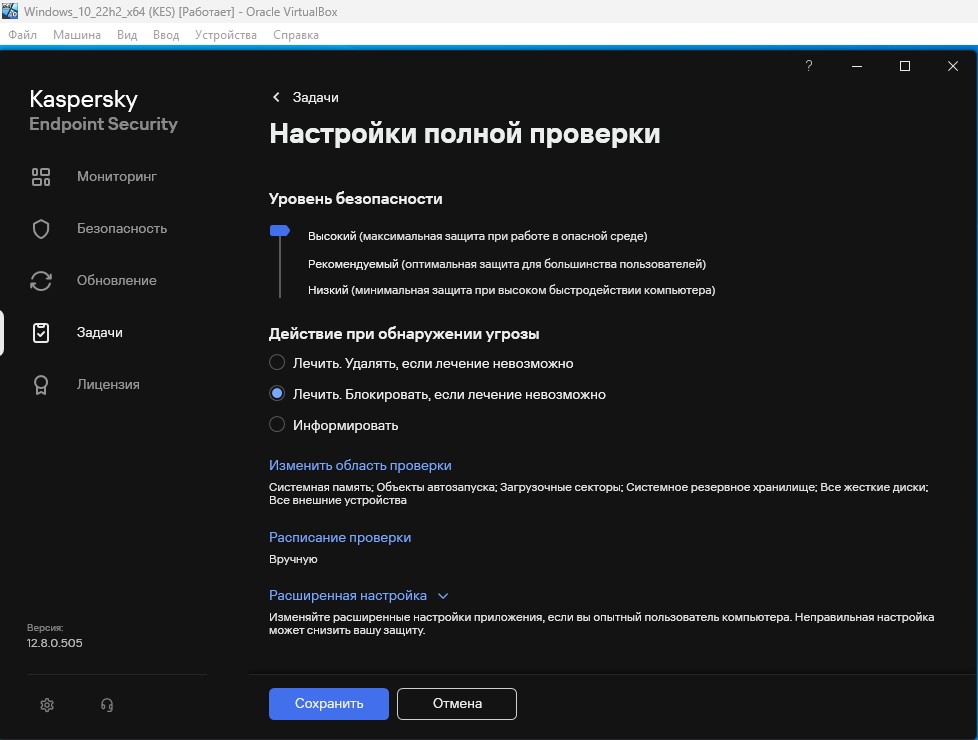 Windows_10_22h2_x64 (KES) [Работает] - Oracle VirtualBox
Файл Машина Вид Ввод Устройства Справка
?
Kaspersky
Endpoint Security
Мониторинг
Безопасность
Обновление
Задачи
Лицензия
Версия:
12.8.0.505
Задачи
Настройки полной проверки
Уровень безопасности
Высокий (максимальная защита при работе в опасной среде)
Рекомендуемый (оптимальная защита для большинства пользователей)
Низкий (минимальная защита при высоком быстродействии компьютера)
Действие при обнаружении угрозы
Лечить. Удалять, если лечение невозможно
Лечить. Блокировать, если лечение невозможно
Информировать
Изменить область проверки
Системная память; Объекты автозапуска; Загрузочные секторы; Системное резервное хранилище; Все жесткие диски;
Все внешние устройства
Расписание проверки
Вручную
Расширенная настройка
Изменяйте расширенные настройки приложения, если вы опытный пользователь компьютера. Неправильная настройка
может снизить вашу защиту.
Сохранить
Отмена